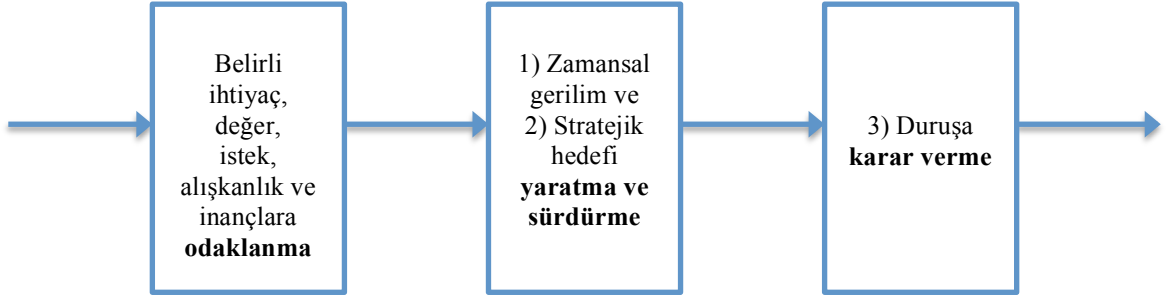 Belirli
ihtiyaç,
değer,
istek,
alışkanlık ve
inançlara
odaklanma
1) Zamansal
gerilim ve
2) Stratejik
hedefi
yaratma ve
sürdürme
3) Duruşa
karar verme